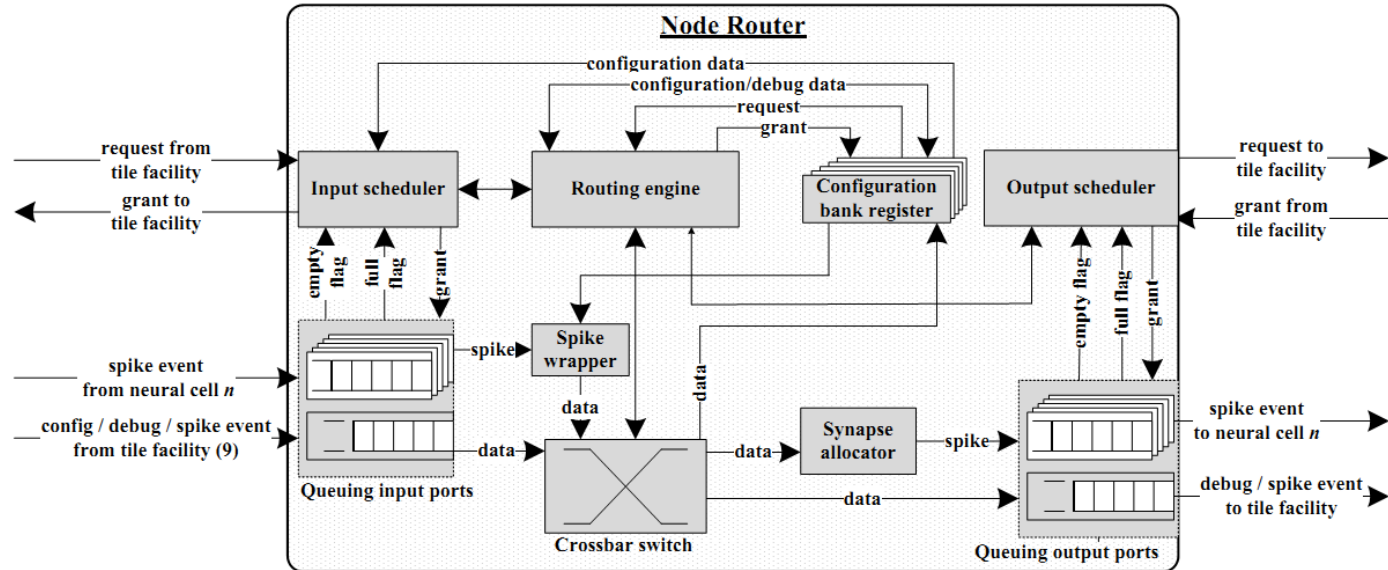 Node Router
configuration data
configuration/debug data
request
grant
request from
tile facility
grant to
tile facility
Input scheduler
Routing engine
Configuration
bank register
Output scheduler
request to
tile facility
grant from
tile facility
empty
flag
full
flag
grant
empty flag
full flag
grant
spike event
from neural cell n
config / debug / spike event
from tile facility (9)
Queuing input ports
spike
Spike
wrapper
data
data
data
Crossbar switch
data
Synapse
allocator
spike
data
spike event
to neural cell n
debug / spike event
to tile facility
Queuing output ports